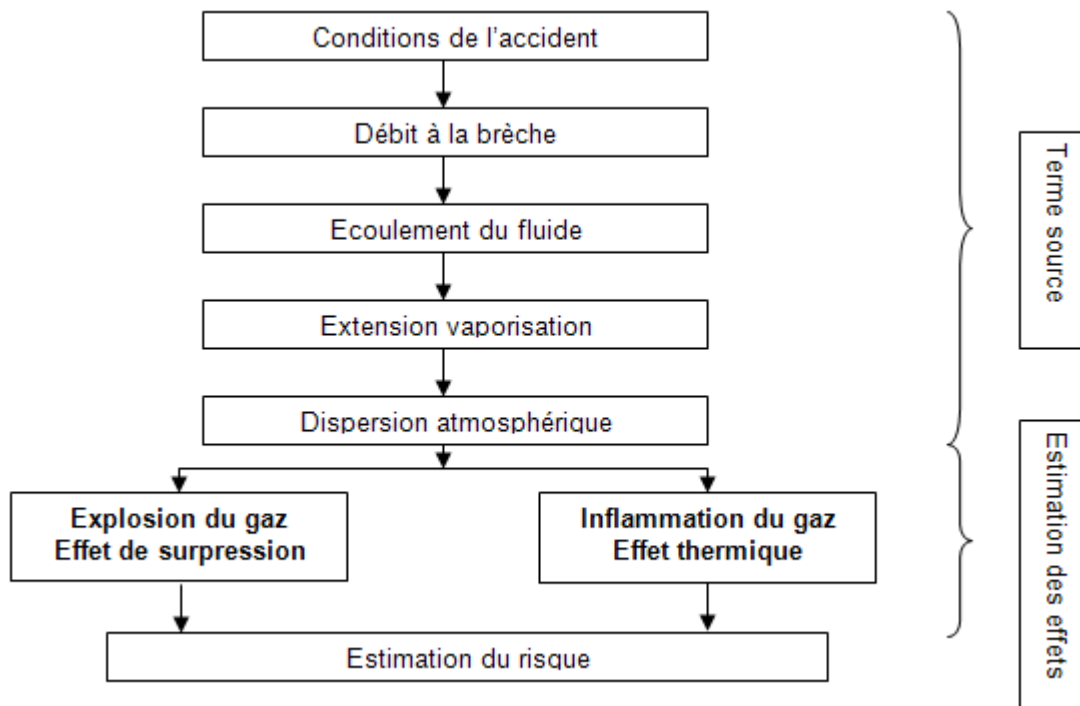 Conditions de l'accident
Débit à la brèche
Ecoulement du fluide
Extension vaporisation
Dispersion atmosphérique
Explosion du gaz
Effet de surpression
Inflammation du gaz
Effet thermique
Estimation du risque
Terme source
Estimation des effets